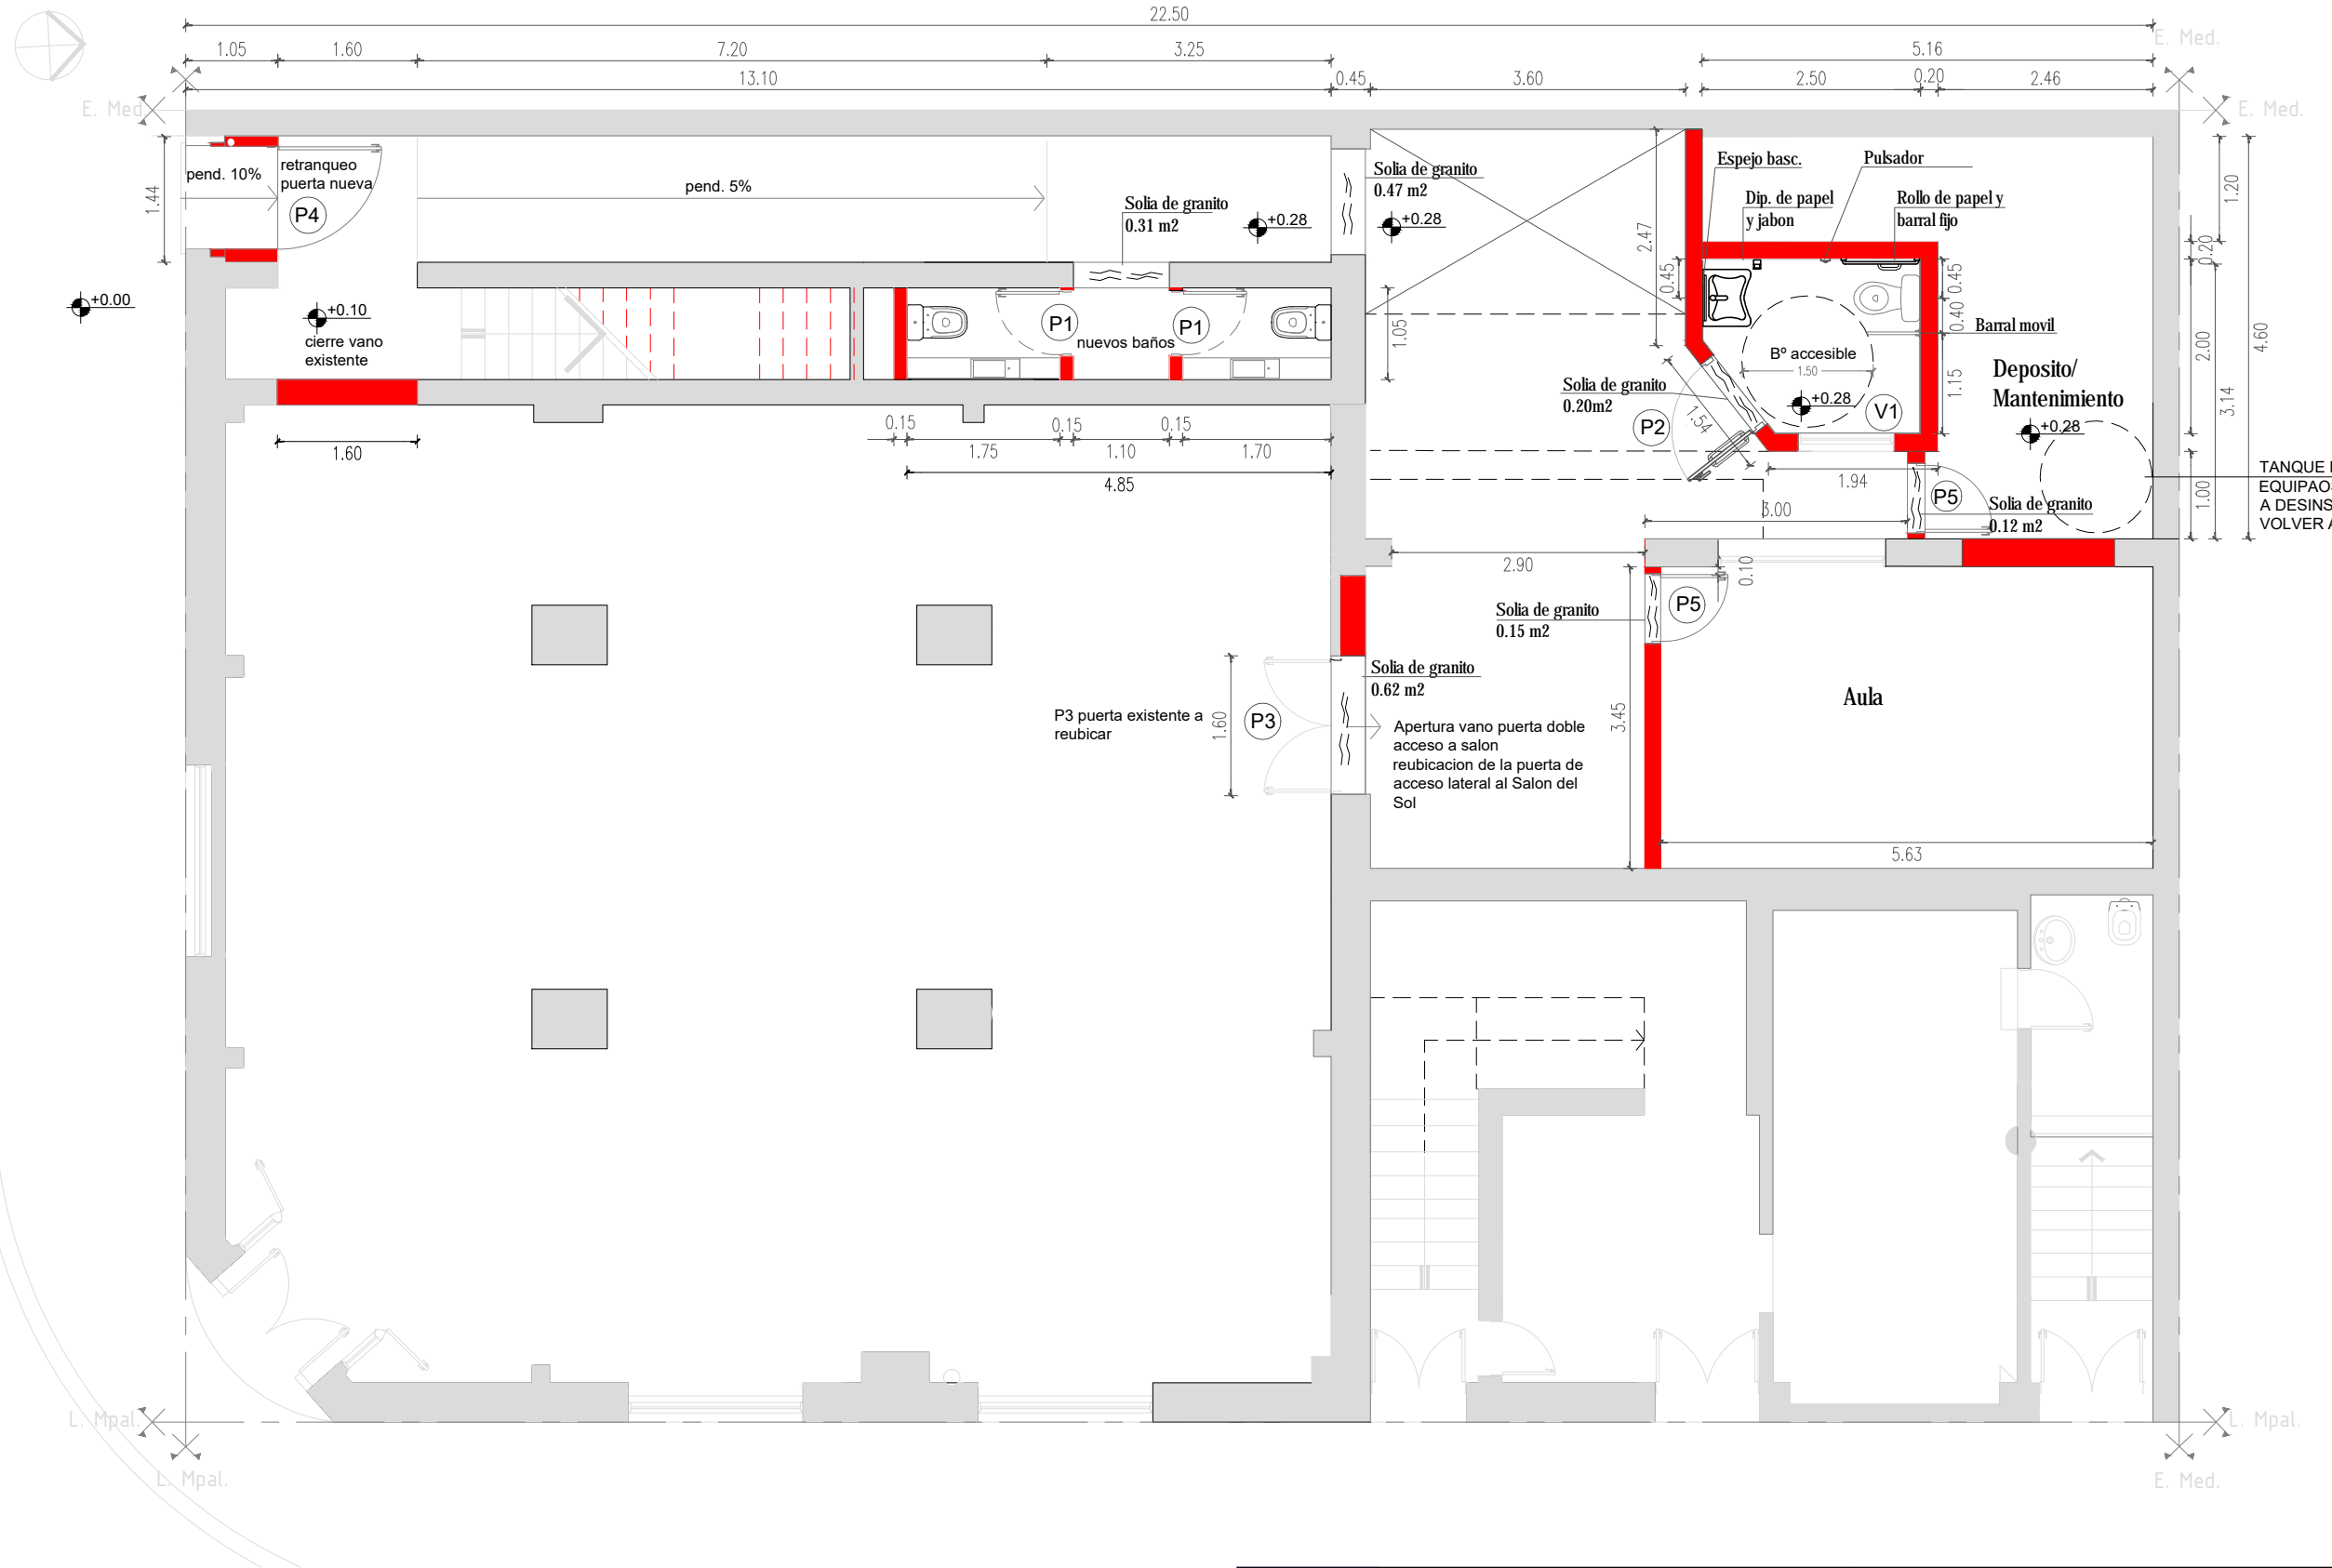 22.50
E. Med.
1.05
1.60
7.20
3.25
5.16
13.10
0.45
3.60
2.50
0.20
2.46
E. Med.
E. Med.
pend. 10%
retranqueo
puerta nueva
P4
1.44
pend. 5%
Solia de granito
0.31 m2
+0.28
Solia de granito
0.47 m2
+0.28
2.47
Espejo basc.
Pulsador
Dip. de papel
y jabon
Rollo de papel y
barral fijo
1.20
0.20
0.45
0.45
0.40
+0.00
+0.10
cierre vano
existente
P1
P1
nuevos baños
1.05
Barral movil
Bº accesible
1.50
+0.28
V1
1.15
Deposito/
Mantenimiento
+0.28
2.00
3.14
4.60
Solia de granito
0.20m2
P2
1.54
0.15
0.15
0.15
1.75
1.10
1.70
4.85
1.60
1.94
P5
Solia de granito
0.12 m2
1.00
TANQUE
EQUIPAO
A DESINS
VOLVER A
3.00
2.90
0.10
P5
Solia de granito
0.15 m2
3.45
Solia de granito
0.62 m2
Aula
P3 puerta existente a
reubicar
1.60
P3
Apertura vano puerta doble
acceso a salon
reubicacion de la puerta de
acceso lateral al Salon del
Sol
5.63
L. Mpal.
L. Mpal.
L. Mpal.
E. Med.